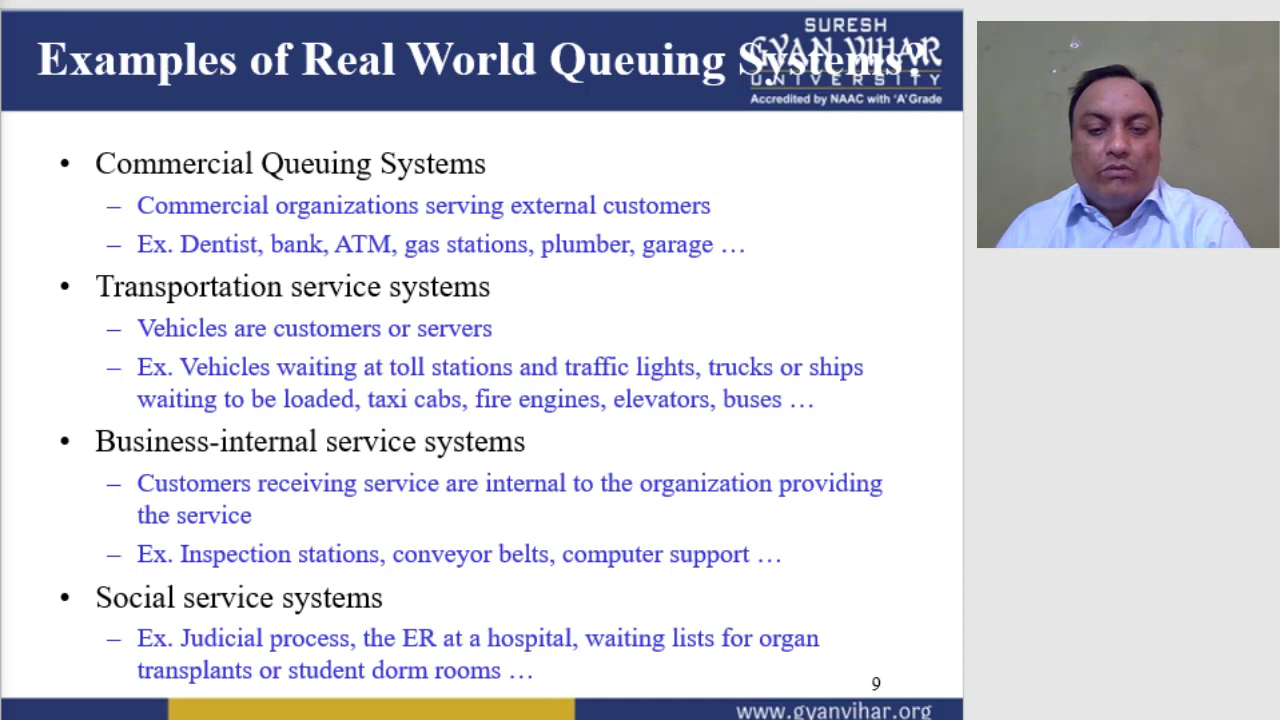 Examples of Real World Queuing Systems?
SURESH
GYAN VIHAR
UNIVERSITY
Accredited by NAAC with 'A' Grade
• Commercial Queuing Systems
– Commercial organizations serving external customers
– Ex. Dentist, bank, ATM, gas stations, plumber, garage …
• Transportation service systems
– Vehicles are customers or servers
– Ex. Vehicles waiting at toll stations and traffic lights, trucks or ships
waiting to be loaded, taxi cabs, fire engines, elevators, buses …
• Business-internal service systems
– Customers receiving service are internal to the organization providing
the service
– Ex. Inspection stations, conveyor belts, computer support …
• Social service systems
– Ex. Judicial process, the ER at a hospital, waiting lists for organ
transplants or student dorm rooms …
9
www.gyanvihar.org